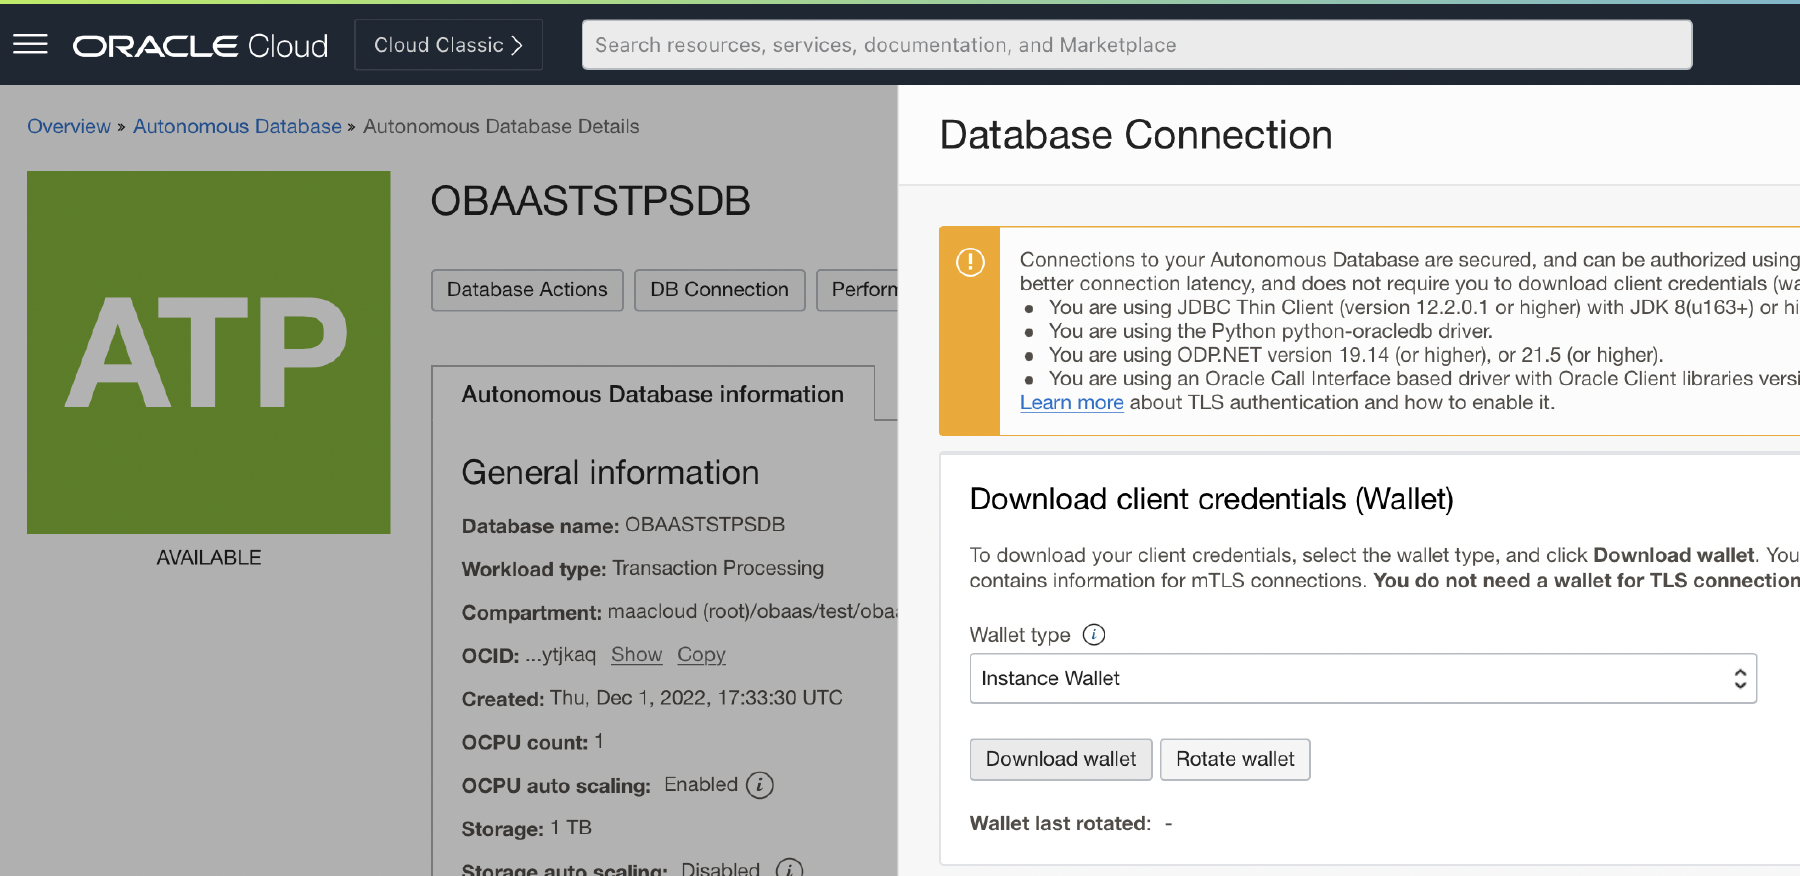 ORACLE Cloud
Cloud Classic
Search resources, services, documentation, and Marketplace
Overview » Autonomous Database » Autonomous Database Details
ATP
AVAILABLE
OBAASTSTPSDB
Database Actions
DB Connection
Perforn
Autonomous Database information
General information
Database name: OBAASTSTPSDB
Workload type: Transaction Processing
Compartment: maacloud (root)/obaas/test/obaa
OCID: ...ytjkaq Show Copy
Created: Thu, Dec 1, 2022, 17:33:30 UTC
OCPU count: 1
OCPU auto scaling: Enabled
Storage: 1 TB
Storage auto scaling: Disabled
Database Connection
Connections to your Autonomous Database are secured, and can be authorized using
better connection latency, and does not require you to download client credentials (wa
• You are using JDBC Thin Client (version 12.2.0.1 or higher) with JDK 8(u163+) or hi
• You are using the Python python-oracledb driver.
• You are using ODP.NET version 19.14 (or higher), or 21.5 (or higher).
• You are using an Oracle Call Interface based driver with Oracle Client libraries versi
Learn more about TLS authentication and how to enable it.
Download client credentials (Wallet)
To download your client credentials, select the wallet type, and click Download wallet. You
contains information for mTLS connections. You do not need a wallet for TLS connection
Wallet type
Instance Wallet
Download wallet
Rotate wallet
Wallet last rotated: -